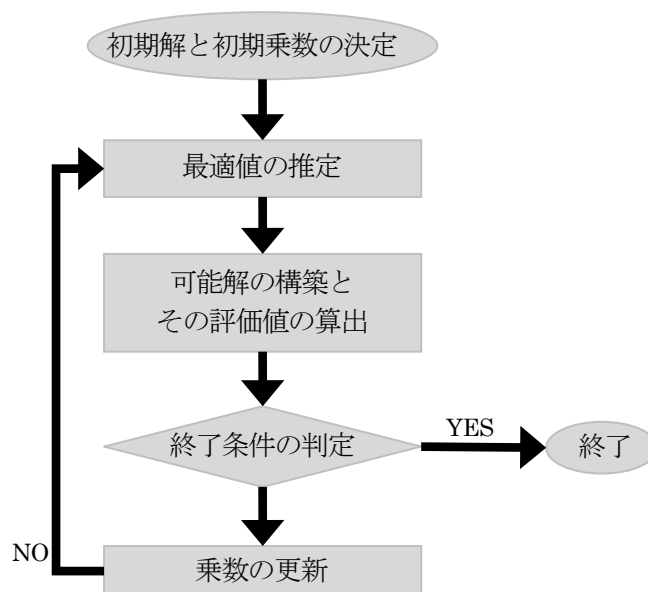 初期解と初期乗数の決定
最適値の推定
可能解の構築と
その評価値の算出
終了条件の判定
YES
終了
NO
乗数の更新